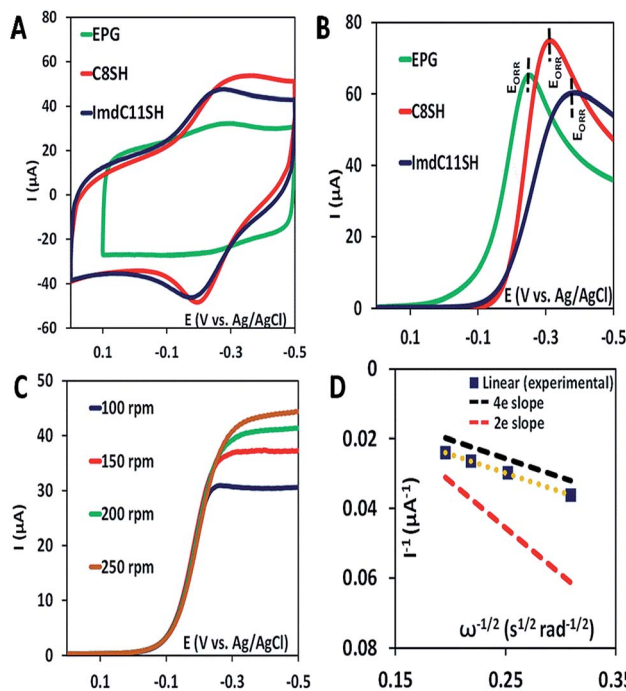 A
EPG
C8SH
ImdC11SH
I (µA)
80
60
40
20
0
-20
-40
-60
E (V vs. Ag/AgCl)
0.1 -0.1 -0.3 -0.5
B
EPG
C8SH
ImdC11SH
EORR
EORR
EORR
I (µA)
80
60
40
20
0
E (V vs. Ag/AgCl)
0.1 -0.1 -0.3 -0.5
C
100 rpm
150 rpm
200 rpm
250 rpm
I (µA)
50
40
30
20
10
0
E (V vs. Ag/AgCl)
0.1 -0.1 -0.3 -0.5
D
Linear (experimental)
4e slope
2e slope
I⁻¹ (µA⁻¹)
0
0.02
0.04
0.06
0.08
ω⁻¹/² (s¹/² rad⁻¹/²)
0.15 0.25 0.35